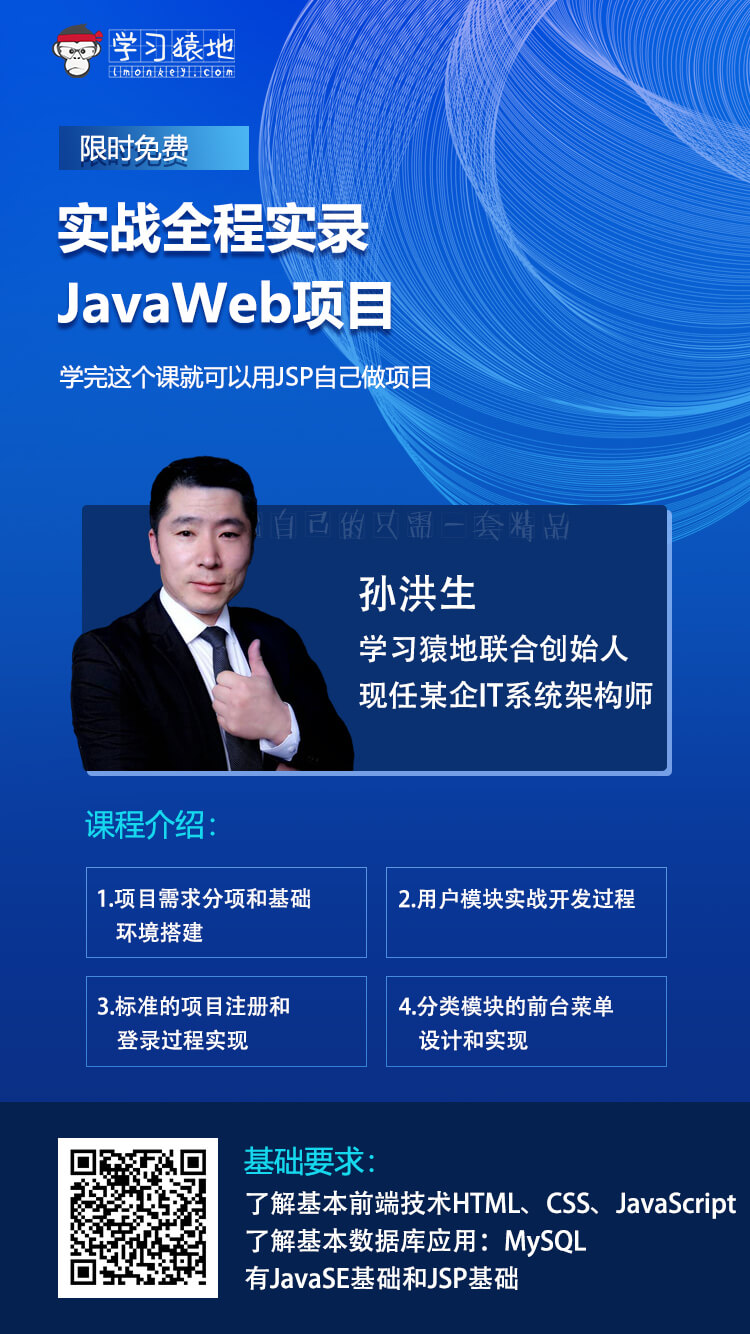 学习猿地
lmonkey.com
限时免费
实战全程实录
JavaWeb项目
学完这个课就可以用JSP自己做项目
自己的只需一套精品
孙洪生
学习猿地联合创始人
现任某企IT系统架构师
课程介绍：
1.项目需求分项和基础
环境搭建
2.用户模块实战开发过程
3.标准的项目注册和
登录过程实现
4.分类模块的前台菜单
设计和实现
基础要求：
了解基本前端技术HTML、CSS、JavaScript
了解基本数据库应用：MySQL
有JavaSE基础和JSP基础